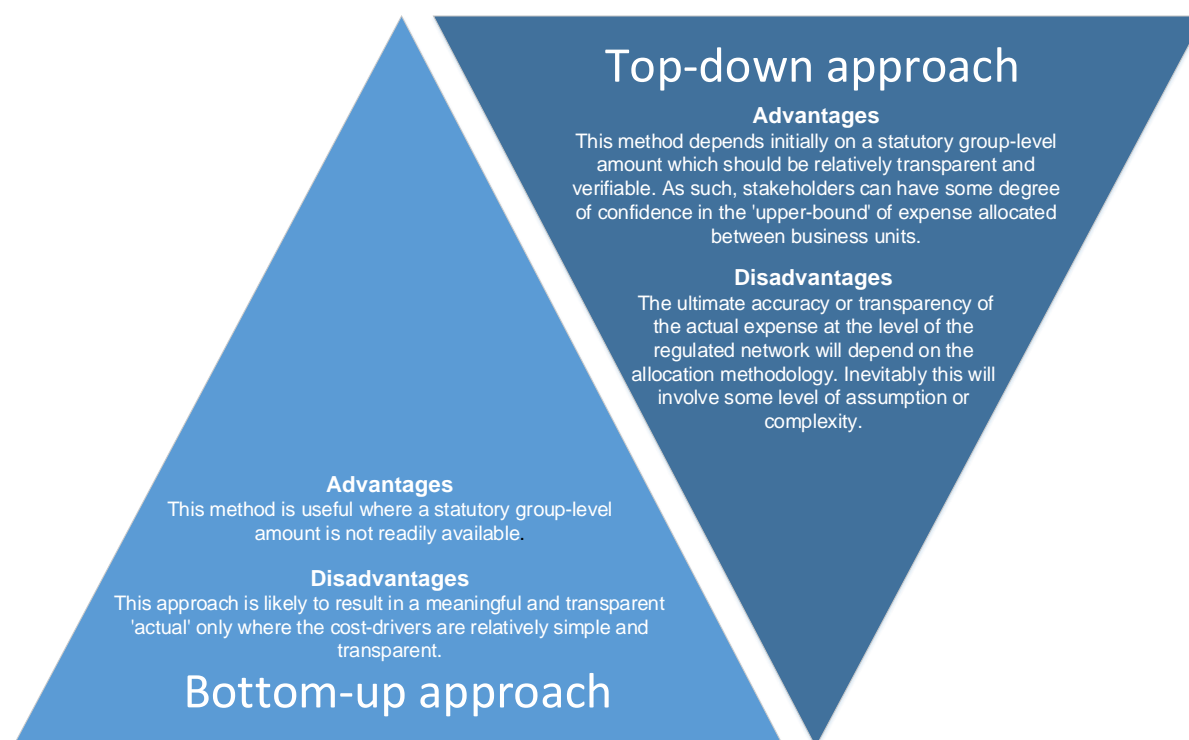 Top-down approach
Advantages
This method depends initially on a statutory group-level
amount which should be relatively transparent and
verifiable. As such, stakeholders can have some degree
of confidence in the 'upper-bound' of expense allocated
between business units.
Disadvantages
The ultimate accuracy or transparency of
the actual expense at the level of the
regulated network will depend on the
allocation methodology. Inevitably this will
involve some level of assumption or
complexity.
Advantages
This method is useful where a statutory group-level
amount is not readily available.
Disadvantages
This approach is likely to result in a meaningful and transparent
'actual' only where the cost-drivers are relatively simple and
transparent.
Bottom-up approach